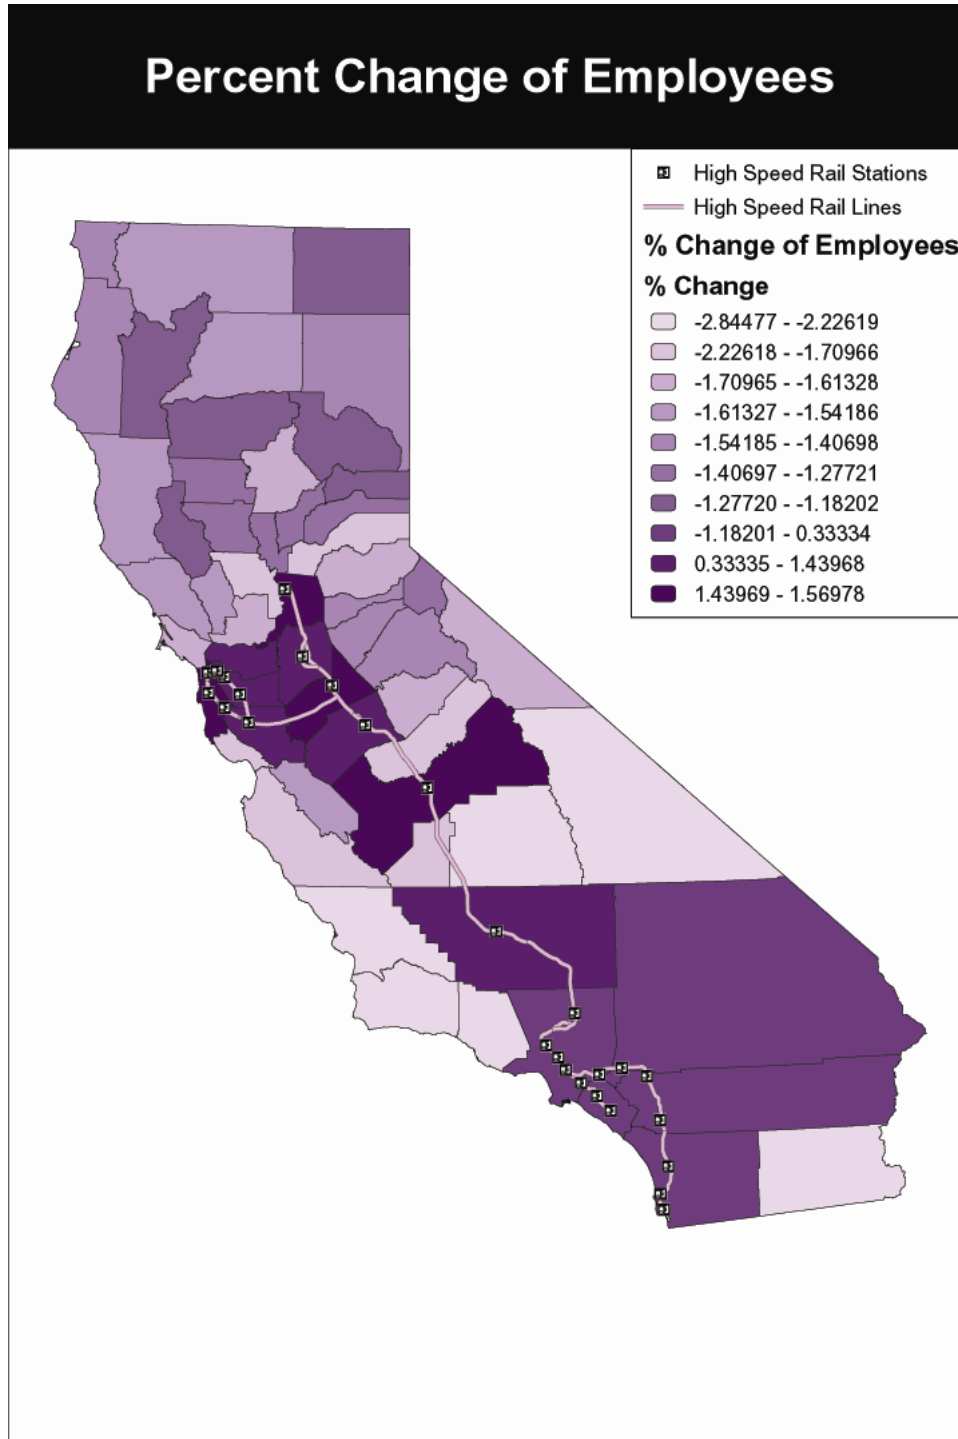 Percent Change of Employees
High Speed Rail Stations
High Speed Rail Lines
% Change of Employees
% Change
-2.84477 - -2.22619
-2.22618 - -1.70966
-1.70965 - -1.61328
-1.61327 - -1.54186
-1.54185 - -1.40698
-1.40697 - -1.27721
-1.27720 - -1.18202
-1.18201 - 0.33334
0.33335 - 1.43968
1.43969 - 1.56978